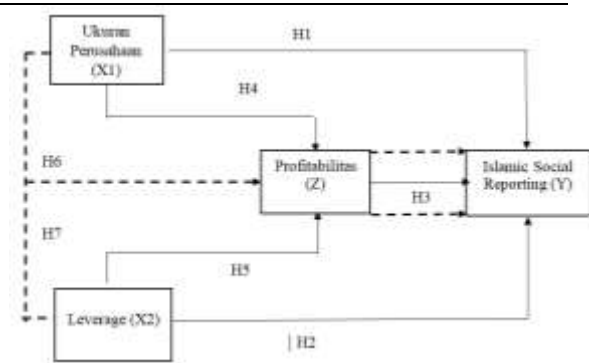 Ukuran
Perusahaan
(X1)
H1
H4
H6
Profitabilitas
(Z)
Islamic Social
Reporting (Y)
H3
H7
H5
Leverage (X2)
| H2